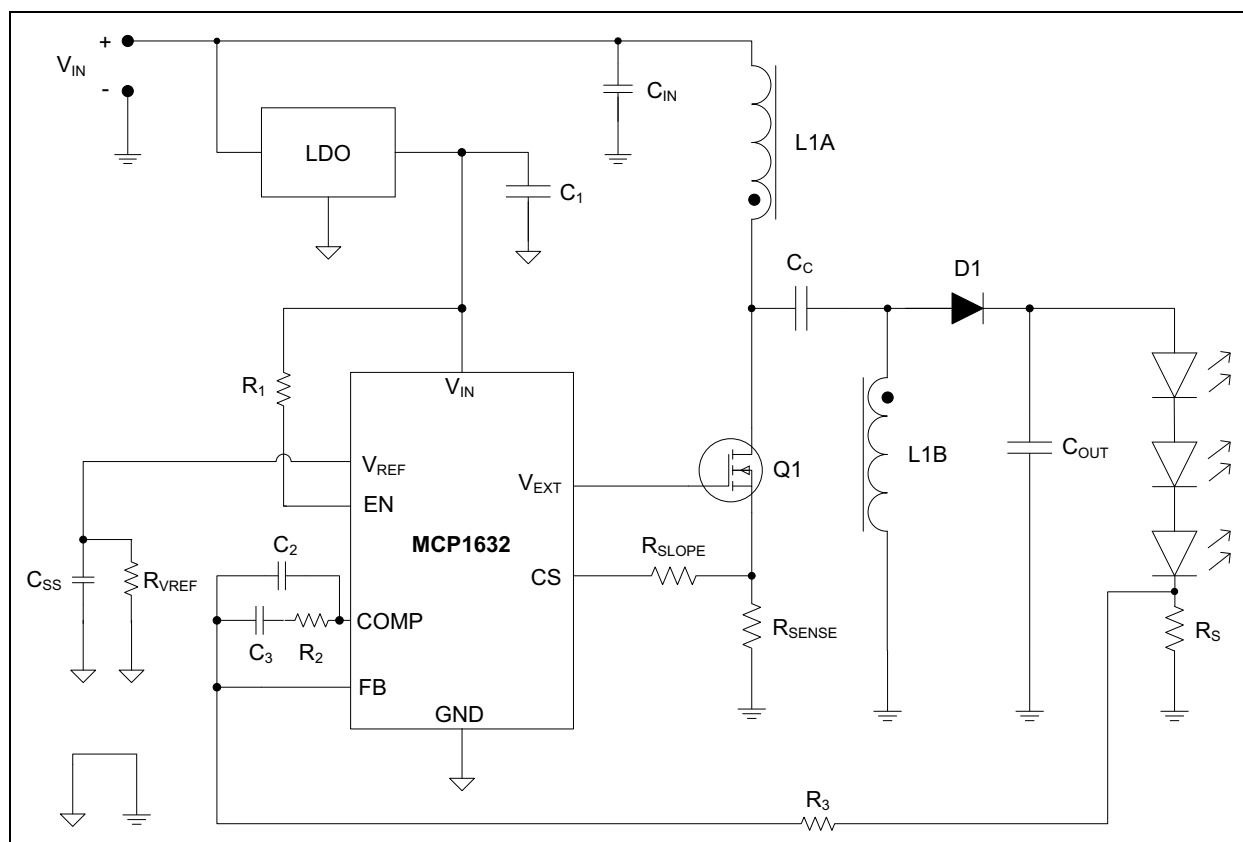 +
V_IN
-
C_IN
L1A
LDO
C_1
C_C
D1
R_1
V_IN
V_REF
V_EXT
Q1
L1B
C_OUT
EN
MCP1632
C_2
R_SLOPE
C_SS
R_VREF
CS
COMP
R_SENSE
C_3
R_2
R_S
FB
GND
R_3